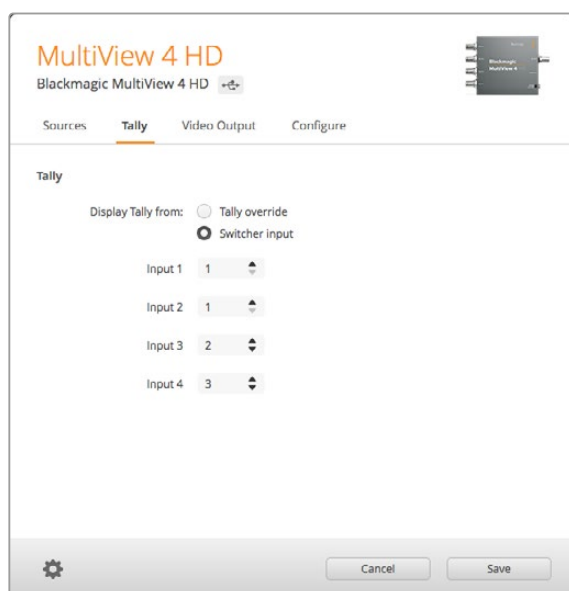 MultiView 4 HD
Blackmagic MultiView 4 HD
Sources Tally Video Output Configure
Tally
Display Tally from: Tally override
Switcher input
Input 1 1
Input 2 1
Input 3 2
Input 4 3
Cancel Save